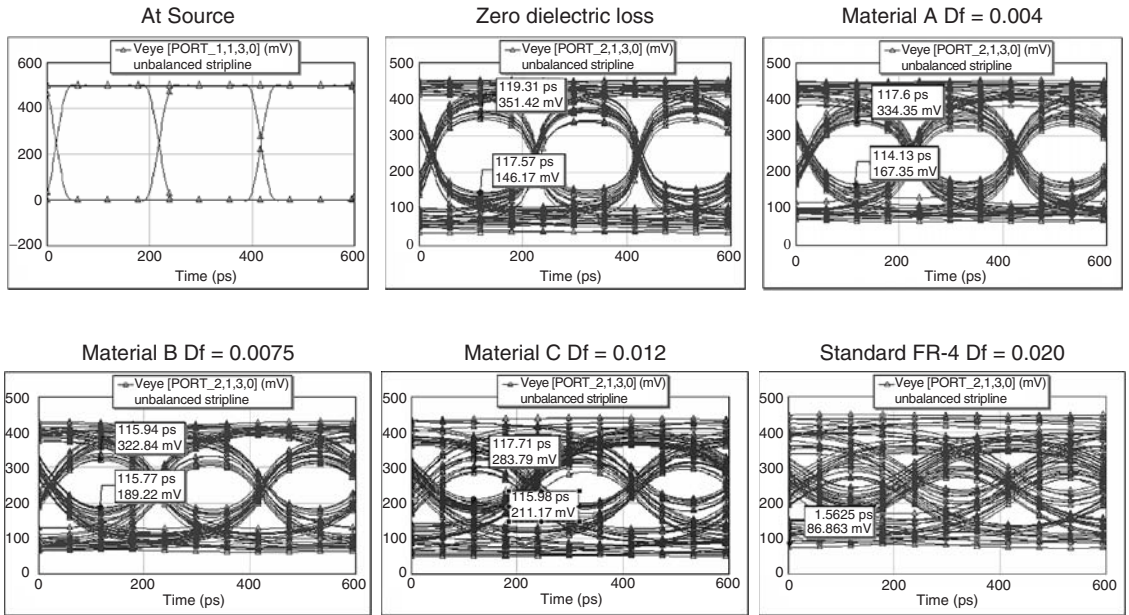 At Source
Veye [PORT_1,1,3,0] (mV)
unbalanced stripline
600
400
200
0
−200
0
200
400
600
Time (ps)
Zero dielectric loss
Veye [PORT_2,1,3,0] (mV)
unbalanced stripline
500
400
300
200
100
0
119.31 ps
351.42 mV
117.57 ps
146.17 mV
0
200
400
600
Time (ps)
Material A Df = 0.004
Veye [PORT_2,1,3,0] (mV)
unbalanced stripline
500
400
300
200
100
0
117.6 ps
334.35 mV
114.13 ps
167.35 mV
0
200
400
600
Time (ps)
Material B Df = 0.0075
Veye [PORT_2,1,3,0] (mV)
unbalanced stripline
500
400
300
200
100
0
115.94 ps
322.84 mV
115.77 ps
189.22 mV
0
200
400
600
Time (ps)
Material C Df = 0.012
Veye [PORT_2,1,3,0] (mV)
unbalanced stripline
500
400
300
200
100
0
117.71 ps
283.79 mV
115.98 ps
211.17 mV
0
200
400
600
Time (ps)
Standard FR-4 Df = 0.020
Veye [PORT_2,1,3,0] (mV)
unbalanced stripline
500
400
300
200
100
0
1.5625 ps
86.863 mV
0
200
400
600
Time (ps)